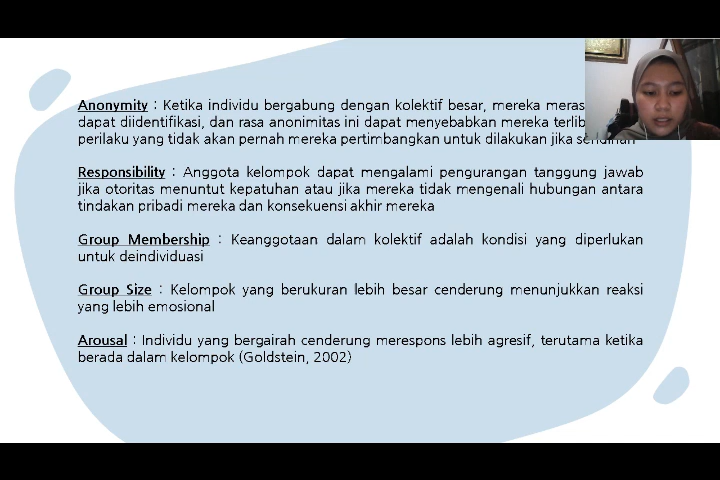 Anonymity : Ketika individu bergabung dengan kolektif besar, mereka meras
dapat diidentifikasi, dan rasa anonimitas ini dapat menyebabkan mereka terlib
perilaku yang tidak akan pernah mereka pertimbangkan untuk dilakukan jika sendirian
Responsibility : Anggota kelompok dapat mengalami pengurangan tanggung jawab
jika otoritas menuntut kepatuhan atau jika mereka tidak mengenali hubungan antara
tindakan pribadi mereka dan konsekuensi akhir mereka
Group Membership : Keanggotaan dalam kolektif adalah kondisi yang diperlukan
untuk deindividuasi
Group Size : Kelompok yang berukuran lebih besar cenderung menunjukkan reaksi
yang lebih emosional
Arousal : Individu yang bergairah cenderung merespons lebih agresif, terutama ketika
berada dalam kelompok (Goldstein, 2002)